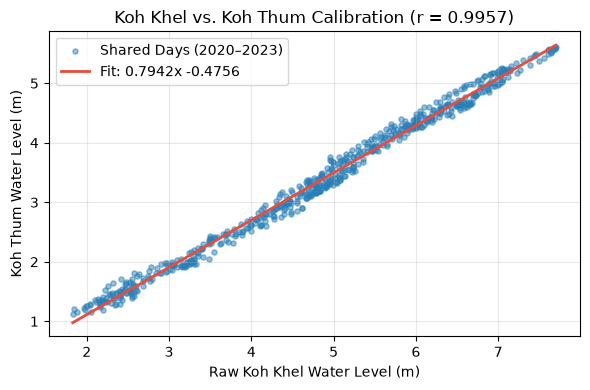 Koh Khel vs. Koh Thum Calibration (r = 0.9957)
Shared Days (2020–2023)
Fit: 0.7942x -0.4756
Koh Thum Water Level (m)
5
4
3
2
1
2 3 4 5 6 7
Raw Koh Khel Water Level (m)